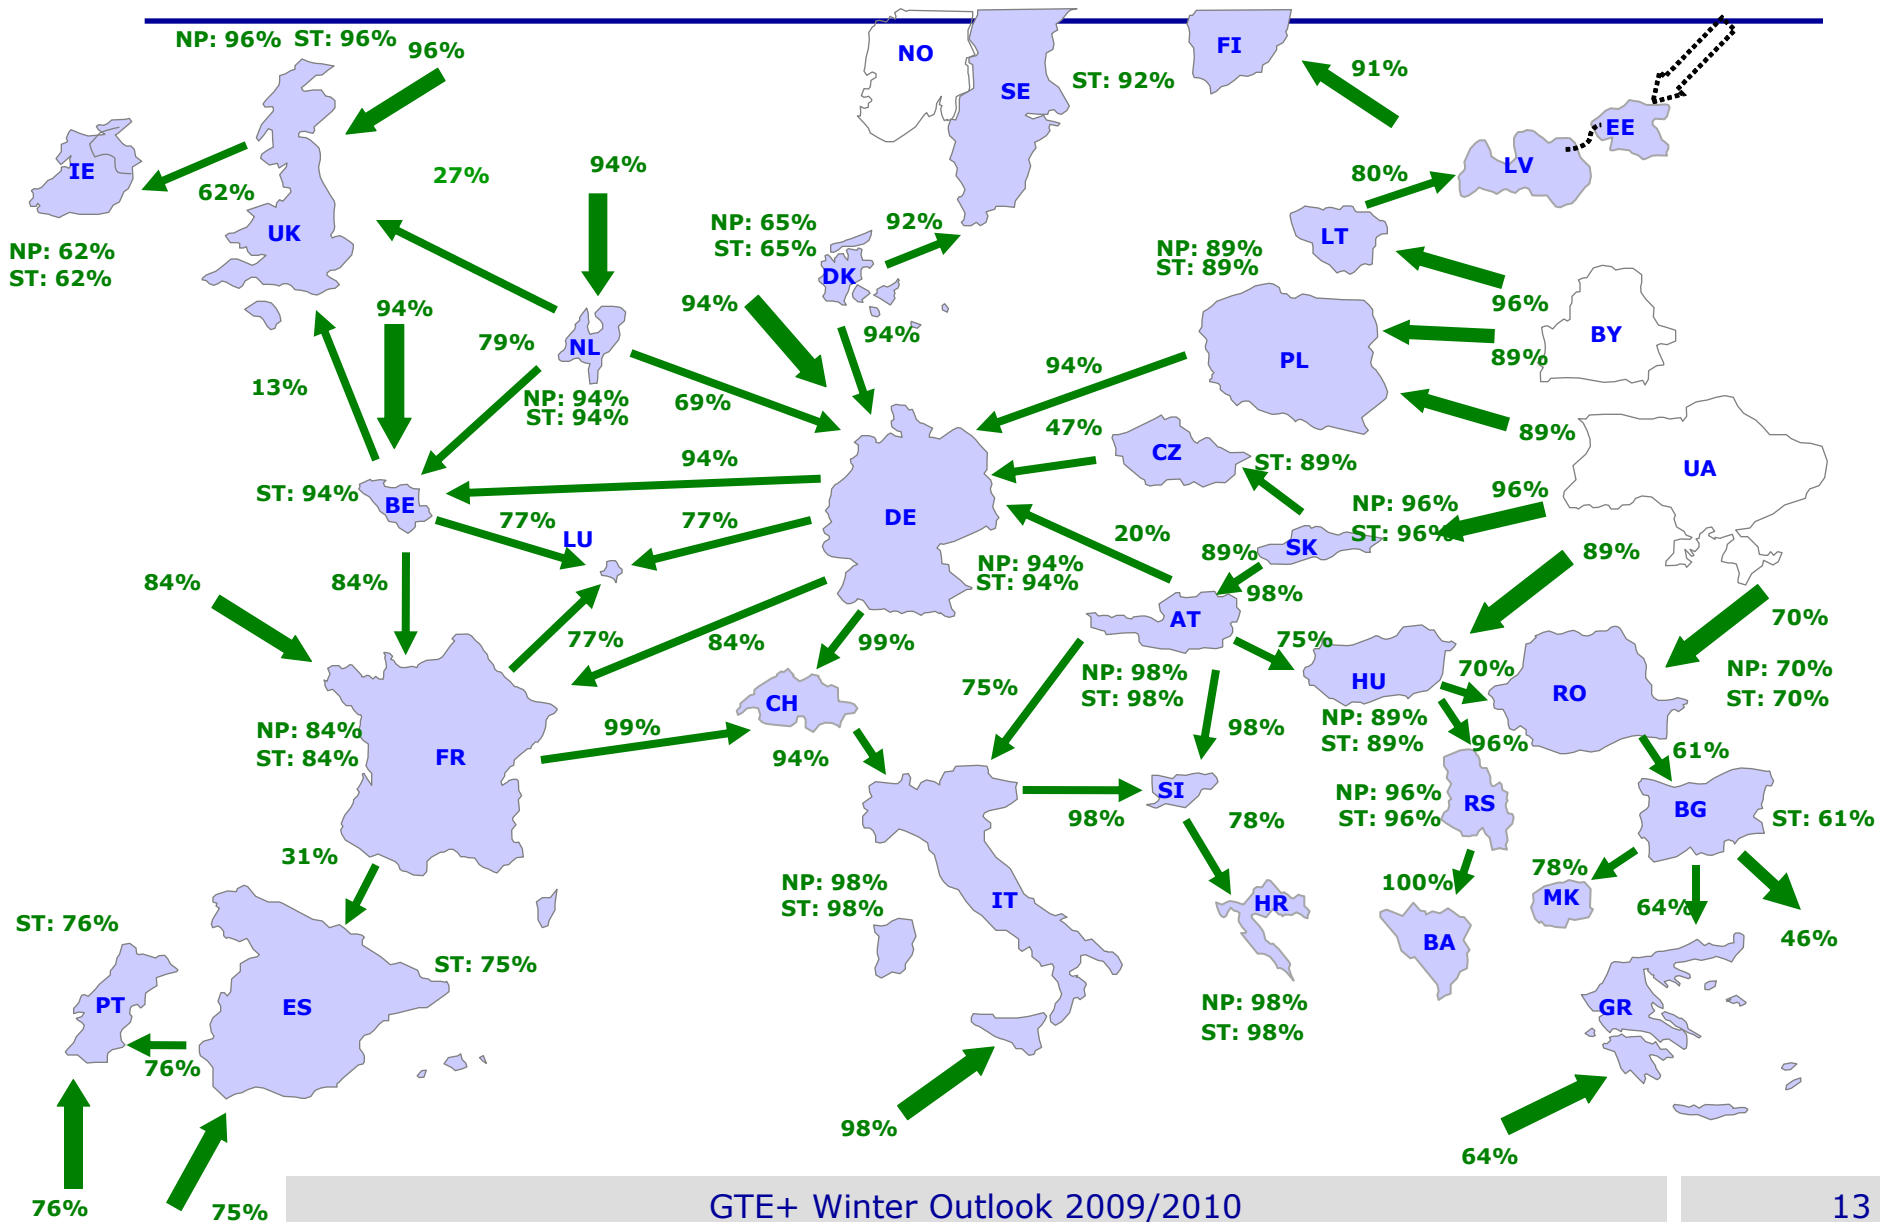 NP: 96% ST: 96%
96%
NO
SE
ST: 92%
FI
91%
EE
LV
80%
IE
62%
27%
94%
NP: 62%
ST: 62%
UK
NP: 65%
ST: 65%
92%
DK
LT
NP: 89%
ST: 89%
96%
BY
89%
94%
79%
NL
94%
94%
PL
94%
13%
NP: 94%
ST: 94%
69%
47%
89%
CZ
ST: 89%
UA
94%
ST: 94%
BE
77%
LU
77%
DE
20%
NP: 96%
ST: 96%
96%
SK
89%
89%
NP: 94%
ST: 94%
98%
84%
84%
77%
84%
99%
AT
75%
70%
70%
NP: 98%
ST: 98%
75%
HU
RO
NP: 70%
ST: 70%
CH
NP: 84%
ST: 84%
FR
99%
94%
98%
NP: 89%
ST: 89%
96%
61%
SI
98%
78%
NP: 96%
ST: 96%
RS
BG
ST: 61%
31%
NP: 98%
ST: 98%
IT
HR
100%
BA
78%
MK
64%
46%
ST: 76%
ST: 75%
PT
ES
76%
NP: 98%
ST: 98%
GR
98%
64%
76%
75%
GTE+ Winter Outlook 2009/2010
13